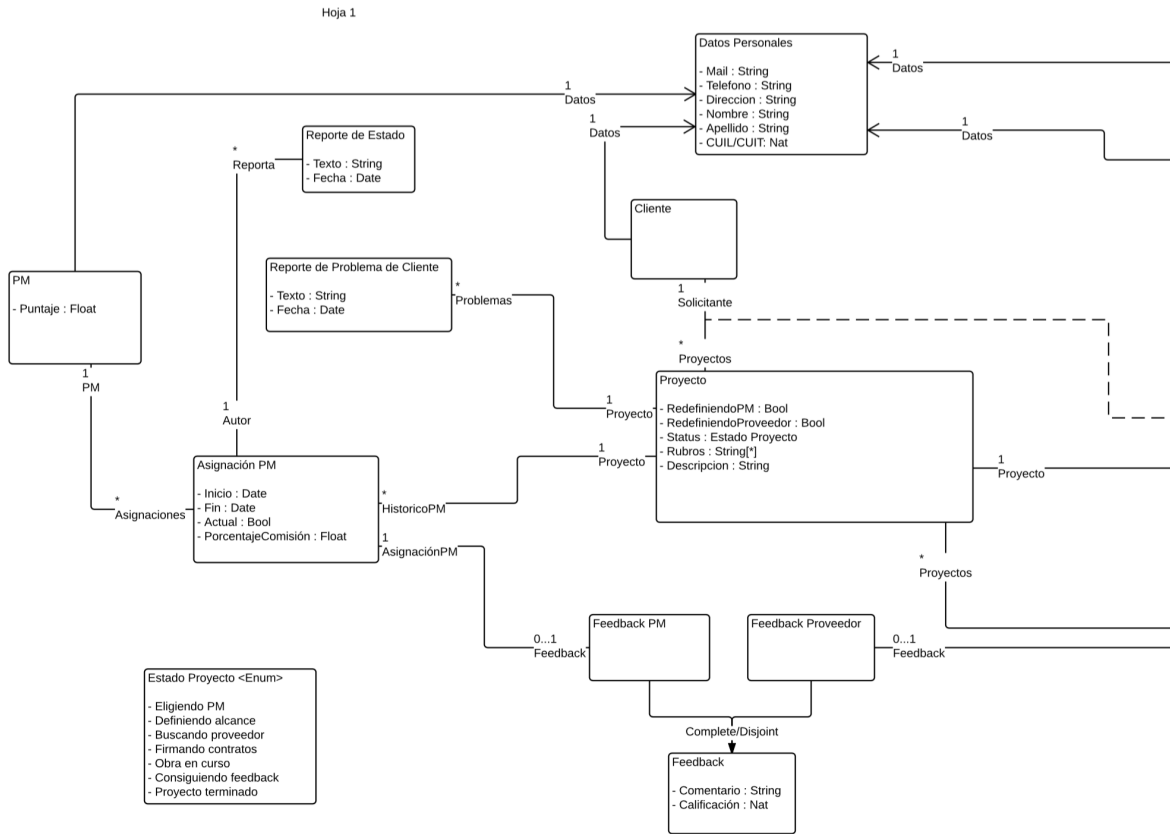 Hoja 1
Datos Personales
- Mail : String
- Telefono : String
- Direccion : String
- Nombre : String
- Apellido : String
- CUIL/CUIT: Nat
1
Datos
1
Datos
1
Datos
1
Datos
Reporte de Estado
- Texto : String
- Fecha : Date
*
Reporta
Cliente
PM
- Puntaje : Float
Reporte de Problema de Cliente
- Texto : String
- Fecha : Date
*
Problemas
1
Solicitante
*
Proyectos
1
PM
1
Autor
Proyecto
- RedefiniendoPM : Bool
- RedefiniendoProveedor : Bool
- Status : Estado Proyecto
- Rubros : String[*]
- Descripcion : String
1
Proyecto
1
Proyecto
1
Proyecto
Asignación PM
- Inicio : Date
- Fin : Date
- Actual : Bool
- PorcentajeComisión : Float
*
Asignaciones
*
HistoricoPM
1
AsignaciónPM
*
Proyectos
Feedback PM
Feedback Proveedor
0...1
Feedback
0...1
Feedback
Estado Proyecto <Enum>
- Eligiendo PM
- Definiendo alcance
- Buscando proveedor
- Firmando contratos
- Obra en curso
- Consiguiendo feedback
- Proyecto terminado
Complete/Disjoint
Feedback
- Comentario : String
- Calificación : Nat